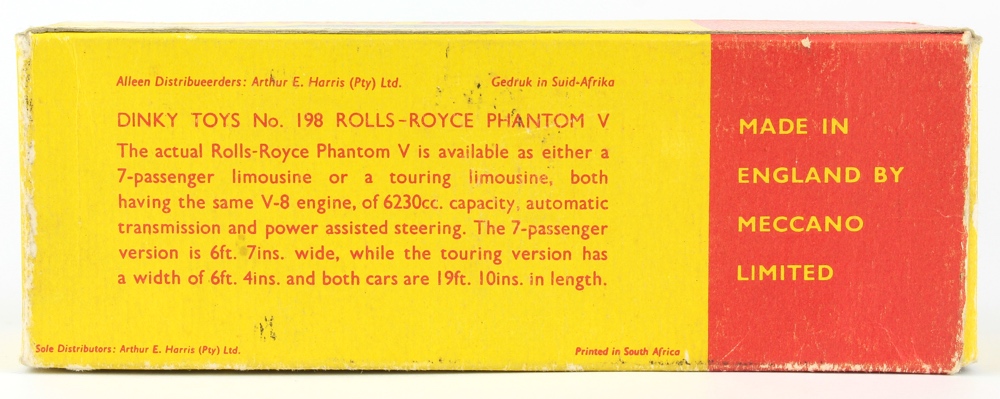 Alleen Distribueerders: Arthur E. Harris (Pty) Ltd. Gedruk in Suid-Afrika
DINKY TOYS No. 198 ROLLS-ROYCE PHANTOM V
The actual Rolls-Royce Phantom V is available as either a
7-passenger limousine or a touring limousine, both
having the same V-8 engine, of 6230cc. capacity, automatic
transmission and power assisted steering. The 7-passenger
version is 6ft. 7ins. wide, while the touring version has
a width of 6ft. 4ins. and both cars are 19ft. 10ins. in length.
Sole Distributors: Arthur E. Harris (Pty) Ltd. Printed in South Africa
MADE IN
ENGLAND BY
MECCANO
LIMITED